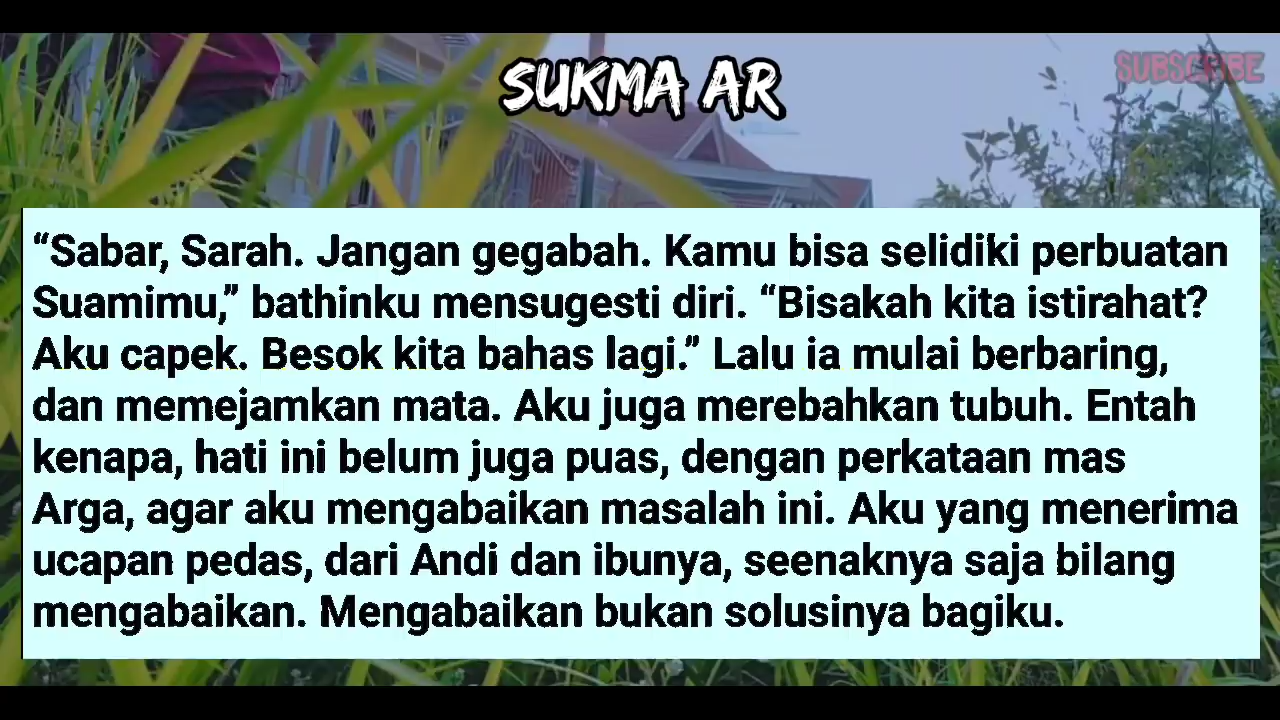 SUKMA AR
SUBSCRIBE
“Sabar, Sarah. Jangan gegabah. Kamu bisa selidiki perbuatan
Suamimu,” bathinku mensugesti diri. “Bisakah kita istirahat?
Aku capek. Besok kita bahas lagi.” Lalu ia mulai berbaring,
dan memejamkan mata. Aku juga merebahkan tubuh. Entah
kenapa, hati ini belum juga puas, dengan perkataan mas
Arga, agar aku mengabaikan masalah ini. Aku yang menerima
ucapan pedas, dari Andi dan ibunya, seenaknya saja bilang
mengabaikan. Mengabaikan bukan solusinya bagiku.